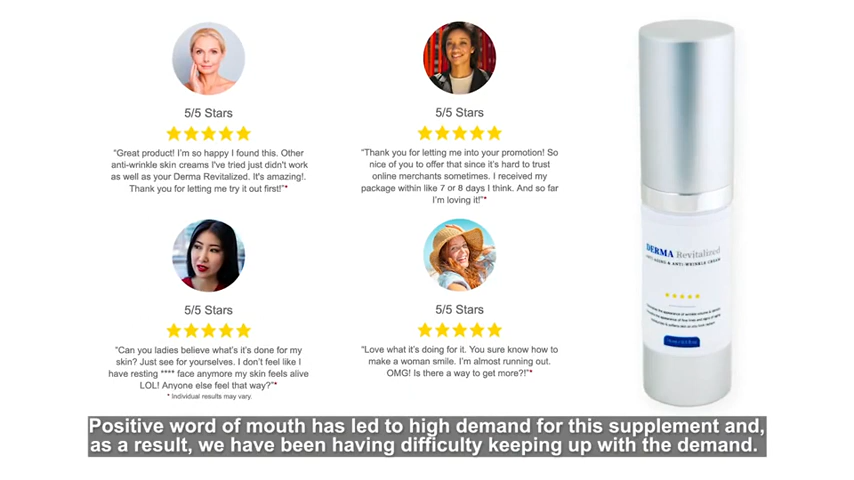 5/5 Stars
"Great product! I'm so happy I found this. Other
anti-wrinkle skin creams I've tried just didn't work
as well as your Derma Revitalized. It's amazing!.
Thank you for letting me try it out first!"*
5/5 Stars
"Thank you for letting me into your promotion! So
nice of you to offer that since it's hard to trust
online merchants sometimes. I received my
package within like 7 or 8 days I think. And so far
I'm loving it!"*
5/5 Stars
"Can you ladies believe what's it's done for my
skin? Just see for yourselves. I don't feel like I
have resting **** face anymore my skin feels alive
LOL! Anyone else feel that way?"*
* Individual results may vary.
5/5 Stars
"Love what it's doing for it. You sure know how to
make a woman smile. I'm almost running out.
OMG! Is there a way to get more?!"*
DERMA Revitalized
ANTI-AGING & ANTI-WRINKLE CREAM
Positive word of mouth has led to high demand for this supplement and,
as a result, we have been having difficulty keeping up with the demand.